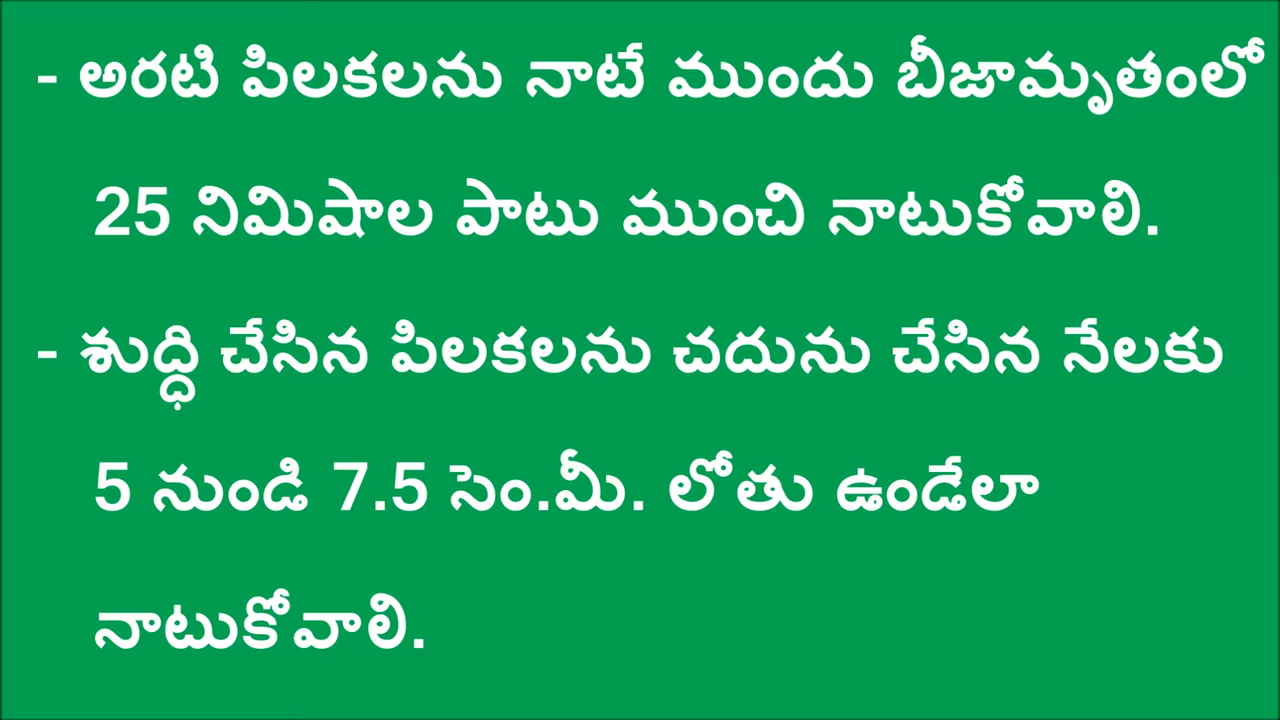 - అరటి పిలకలను నాటే ముందు బీజామృతంలో
25 నిమిషాల పాటు ముంచి నాటుకోవాలి.
- శుద్ధి చేసిన పిలకలను చదును చేసిన నేలకు
5 నుండి 7.5 సెం.మీ. లోతు ఉండేలా
నాటుకోవాలి.